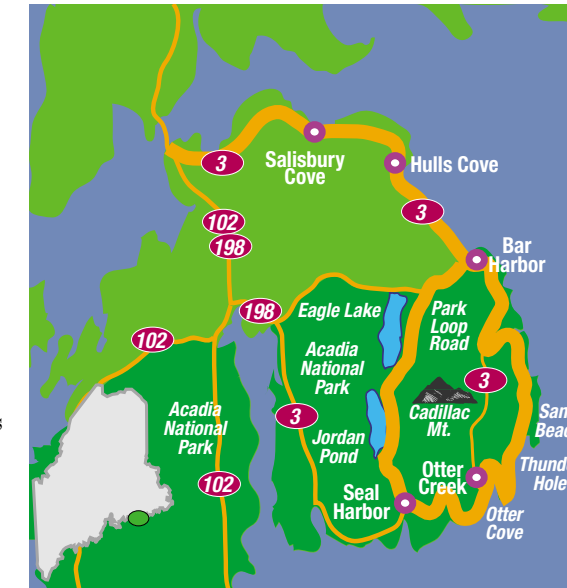 3
Salisbury
Cove
Hulls Cove
3
102
198
Bar
Harbor
198
Eagle Lake
Park
Loop
Road
102
Acadia
National
Park
3
Cadillac
Mt.
Acadia
National
Park
3
Jordan
Pond
102
Otter
Creek
Seal
Harbor
Hole
Otter
Cove
s